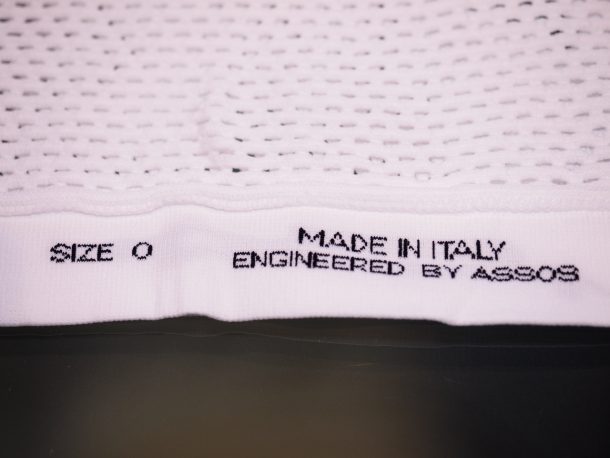 SIZE 0
MADE IN ITALY
ENGINEERED BY ASSOS